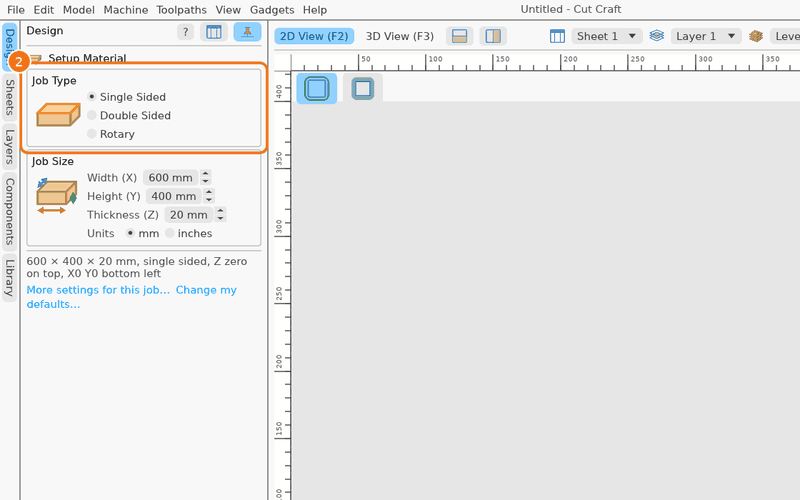 File Edit Model Machine Toolpaths View Gadgets Help
Untitled - Cut Craft
Design
?
2D View (F2)
3D View (F3)
Sheet 1
Layer 1
2
Setup Material
Job Type
Single Sided
Double Sided
Rotary
Job Size
Width (X) 600 mm
Height (Y) 400 mm
Thickness (Z) 20 mm
Units mm inches
600 × 400 × 20 mm, single sided, Z zero
on top, X0 Y0 bottom left
More settings for this job... Change my
defaults...
Sheets
Layers
Components
Library
50 100 150 200 250 300 350
400
350
300
250
200
150